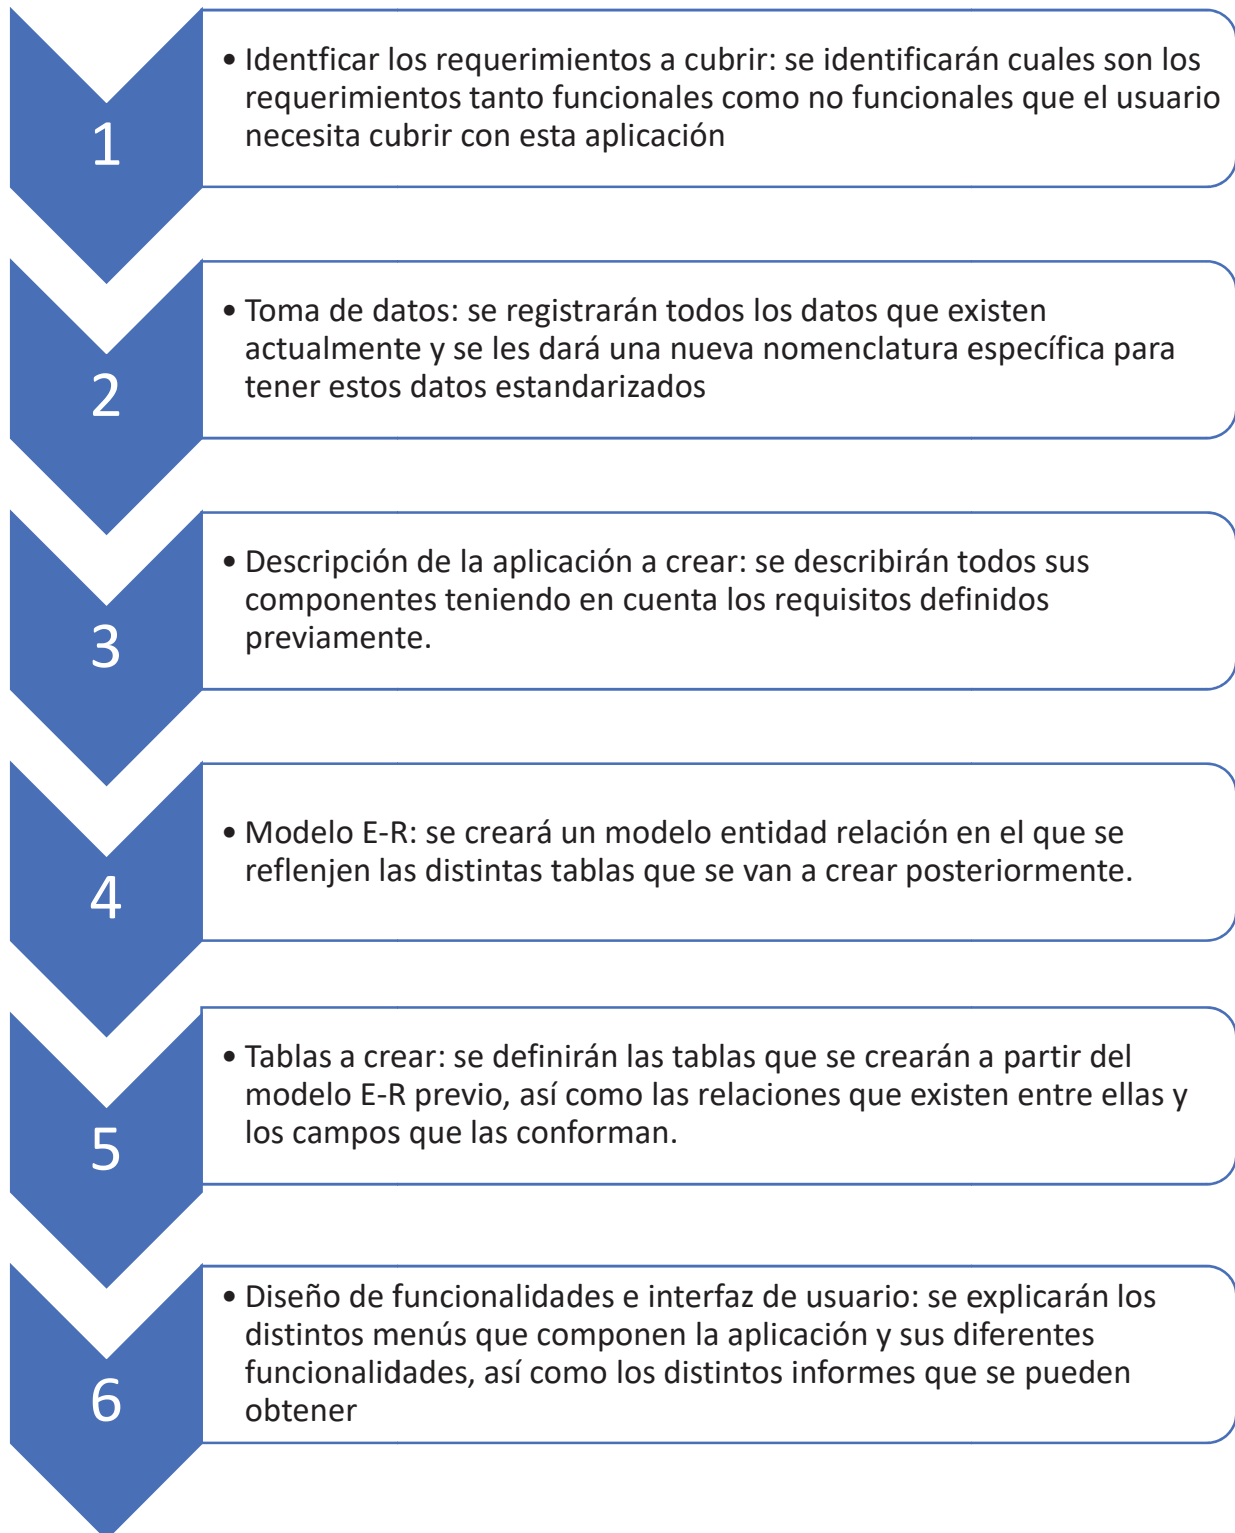 1
• Identficar los requerimientos a cubrir: se identificarán cuales son los
requerimientos tanto funcionales como no funcionales que el usuario
necesita cubrir con esta aplicación
2
• Toma de datos: se registrarán todos los datos que existen
actualmente y se les dará una nueva nomenclatura específica para
tener estos datos estandarizados
3
• Descripción de la aplicación a crear: se describirán todos sus
componentes teniendo en cuenta los requisitos definidos
previamente.
4
• Modelo E-R: se creará un modelo entidad relación en el que se
reflenjen las distintas tablas que se van a crear posteriormente.
5
• Tablas a crear: se definirán las tablas que se crearán a partir del
modelo E-R previo, así como las relaciones que existen entre ellas y
los campos que las conforman.
6
• Diseño de funcionalidades e interfaz de usuario: se explicarán los
distintos menús que componen la aplicación y sus diferentes
funcionalidades, así como los distintos informes que se pueden
obtener